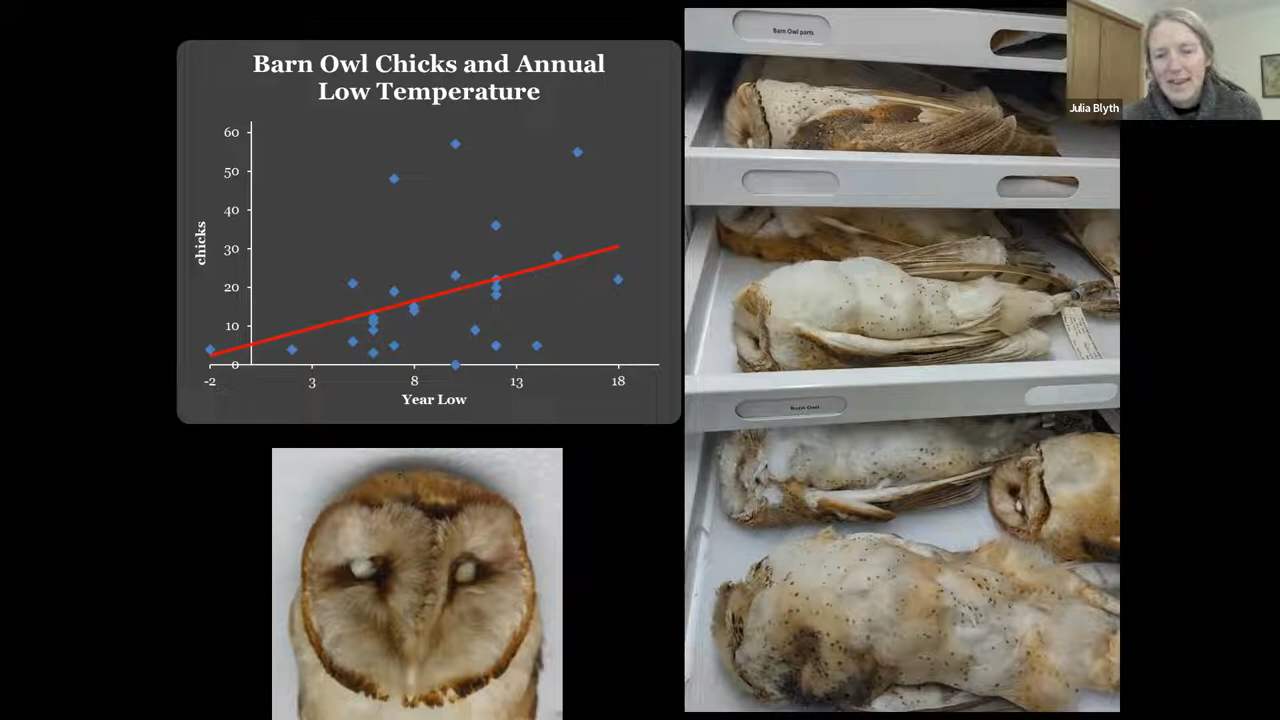 Barn Owl Chicks and Annual
Low Temperature
60
50
40
30
20
10
0
chicks
-2
3
8
13
18
Year Low
Barn Owl parts
Barn Owl
Julia Blyth